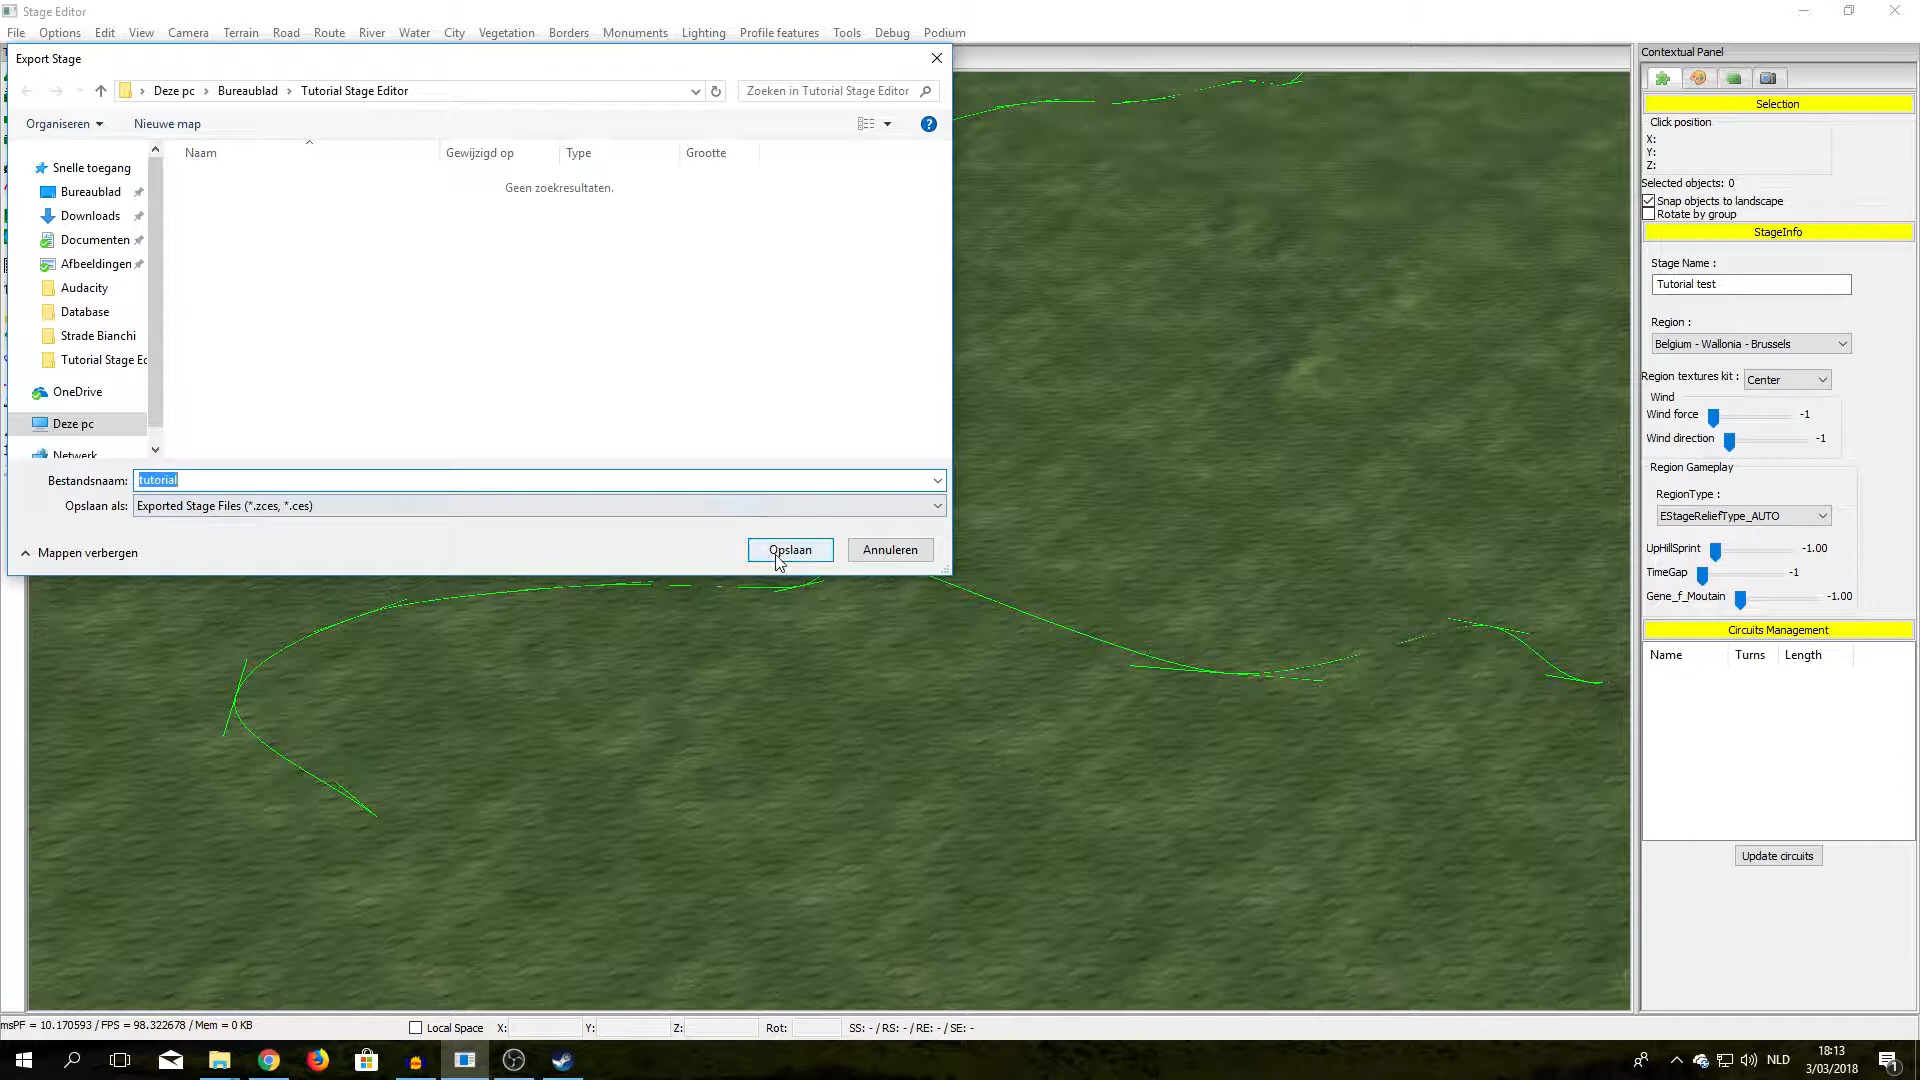 Stage Editor
File Options Edit View Camera Terrain Road Route River Water City Vegetation Borders Monuments Lighting Profile features Tools Debug Podium
Export Stage
Deze pc Bureaublad Tutorial Stage Editor
Zoeken in Tutorial Stage Editor
Organiseren Nieuwe map
Naam Gewijzigd op Type Grootte
Geen zoekresultaten.
Snelle toegang
Bureaublad
Downloads
Documenten
Afbeeldingen
Audacity
Database
Strade Bianchi
Tutorial Stage Ec
OneDrive
Deze pc
Netwerk
Bestandsnaam: tutorial
Opslaan als: Exported Stage Files (*.zces, *.ces)
Mappen verbergen
Opslaan Annuleren
Contextual Panel
Selection
Click position
X:
Y:
Z:
Selected objects: 0
Snap objects to landscape
Rotate by group
StageInfo
Stage Name :
Tutorial test
Region :
Belgium - Wallonia - Brussels
Region textures kit : Center
Wind
Wind force -1
Wind direction -1
Region Gameplay
RegionType :
EStageReliefType_AUTO
UpHillSprint -1.00
TimeGap -1
Gene_f_Moutain -1.00
Circuits Management
Name Turns Length
Update circuits
msPF = 10.170593 / FPS = 98.322678 / Mem = 0 KB
Local Space X: Y: Z: Rot: SS: - / RS: - / RE: - / SE: -
NLD
18:13
3/03/2018
1